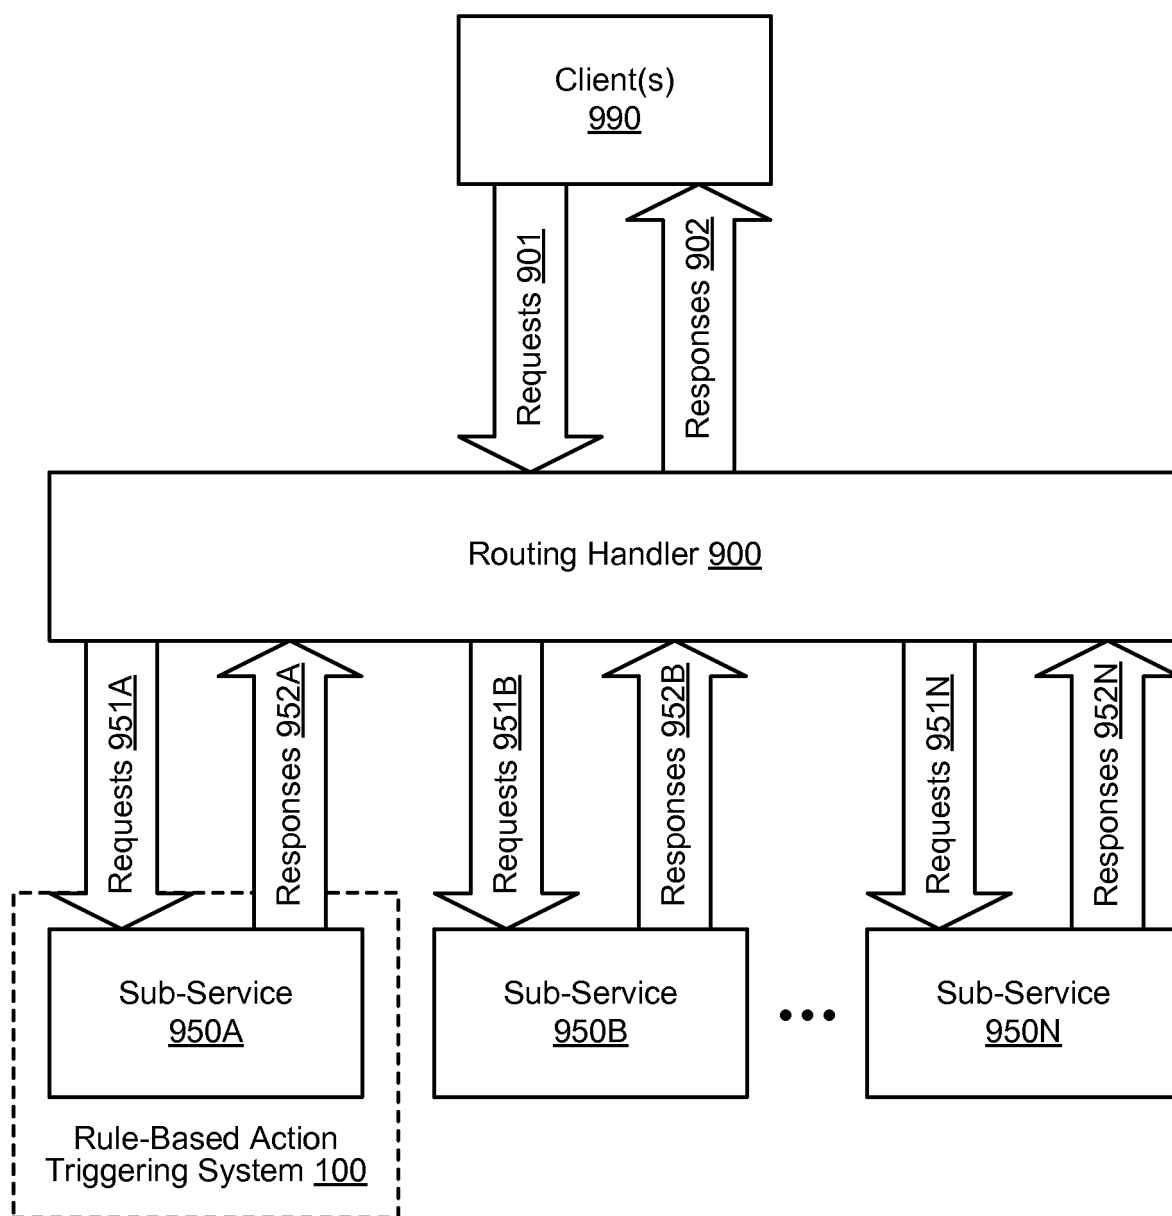 Client(s)
990
Requests 901
Responses 902
Routing Handler 900
Requests 951A
Responses 952A
Requests 951B
Responses 952B
Requests 951N
Responses 952N
Sub-Service
950A
Sub-Service
950B
Sub-Service
950N
Rule-Based Action
Triggering System 100